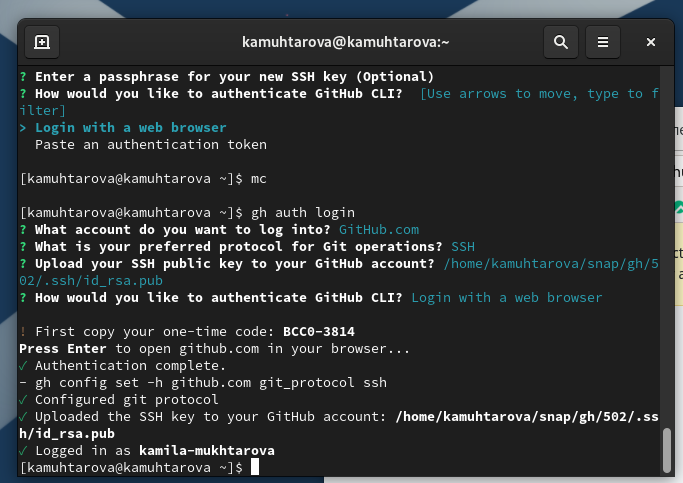 kamuhtarova@kamuhtarova:~
? Enter a passphrase for your new SSH key (Optional)
? How would you like to authenticate GitHub CLI?  [Use arrows to move, type to f
ilter]
> Login with a web browser
  Paste an authentication token
[kamuhtarova@kamuhtarova ~]$ mc
[kamuhtarova@kamuhtarova ~]$ gh auth login
? What account do you want to log into? GitHub.com
? What is your preferred protocol for Git operations? SSH
? Upload your SSH public key to your GitHub account? /home/kamuhtarova/snap/gh/5
02/.ssh/id_rsa.pub
? How would you like to authenticate GitHub CLI? Login with a web browser
! First copy your one-time code: BCC0-3814
Press Enter to open github.com in your browser...
✓ Authentication complete.
- gh config set -h github.com git_protocol ssh
✓ Configured git protocol
✓ Uploaded the SSH key to your GitHub account: /home/kamuhtarova/snap/gh/502/.ss
h/id_rsa.pub
✓ Logged in as kamila-mukhtarova
[kamuhtarova@kamuhtarova ~]$